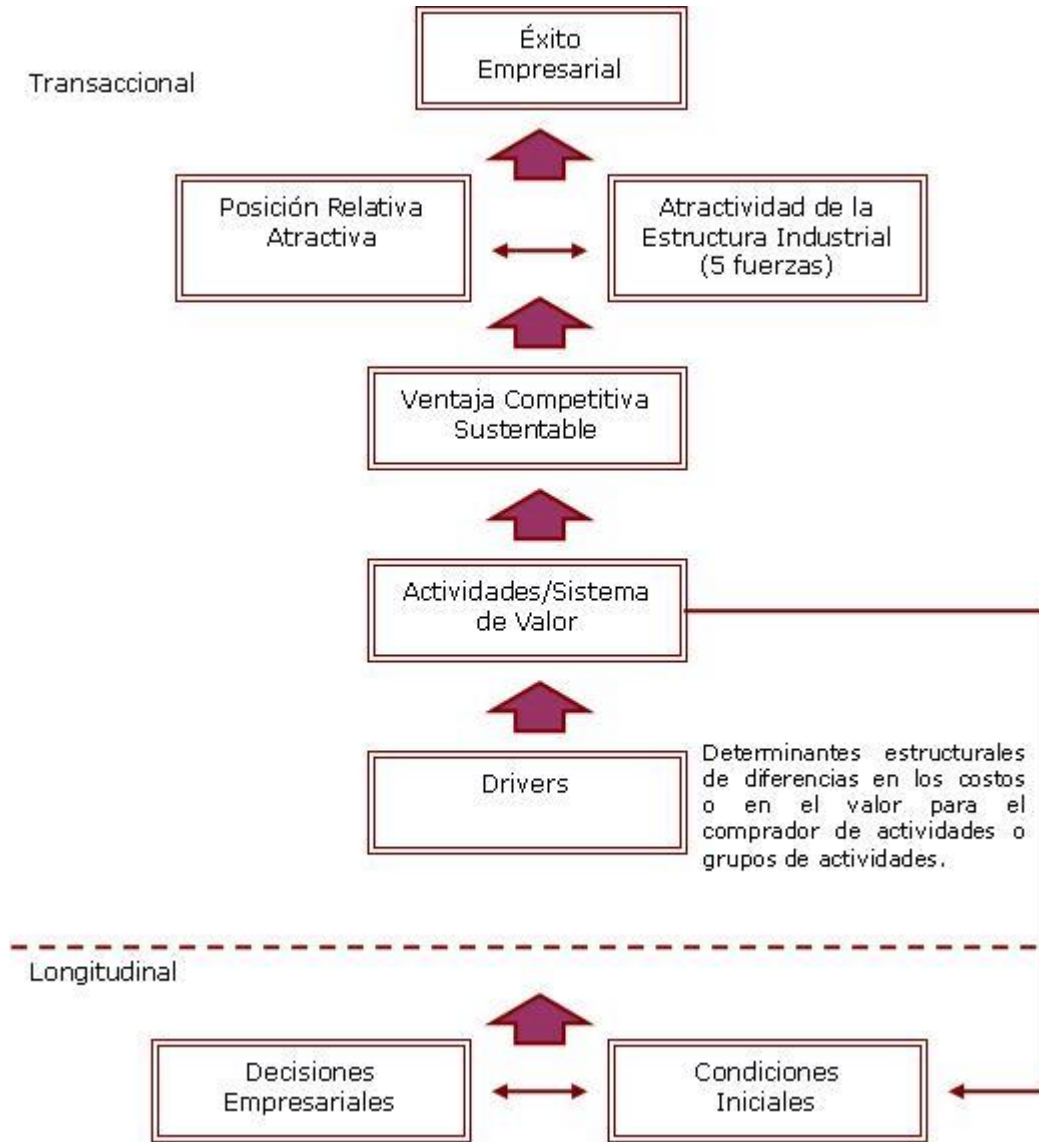 Éxito
Empresarial
Transaccional
Posición Relativa
Atractiva
Atractividad de la
Estructura Industrial
(5 fuerzas)
Ventaja Competitiva
Sustentable
Actividades/Sistema
de Valor
Drivers
Determinantes estructurales
de diferencias en los costos
o en el valor para el
comprador de actividades o
grupos de actividades.
Longitudinal
Decisiones
Empresariales
Condiciones
Iniciales